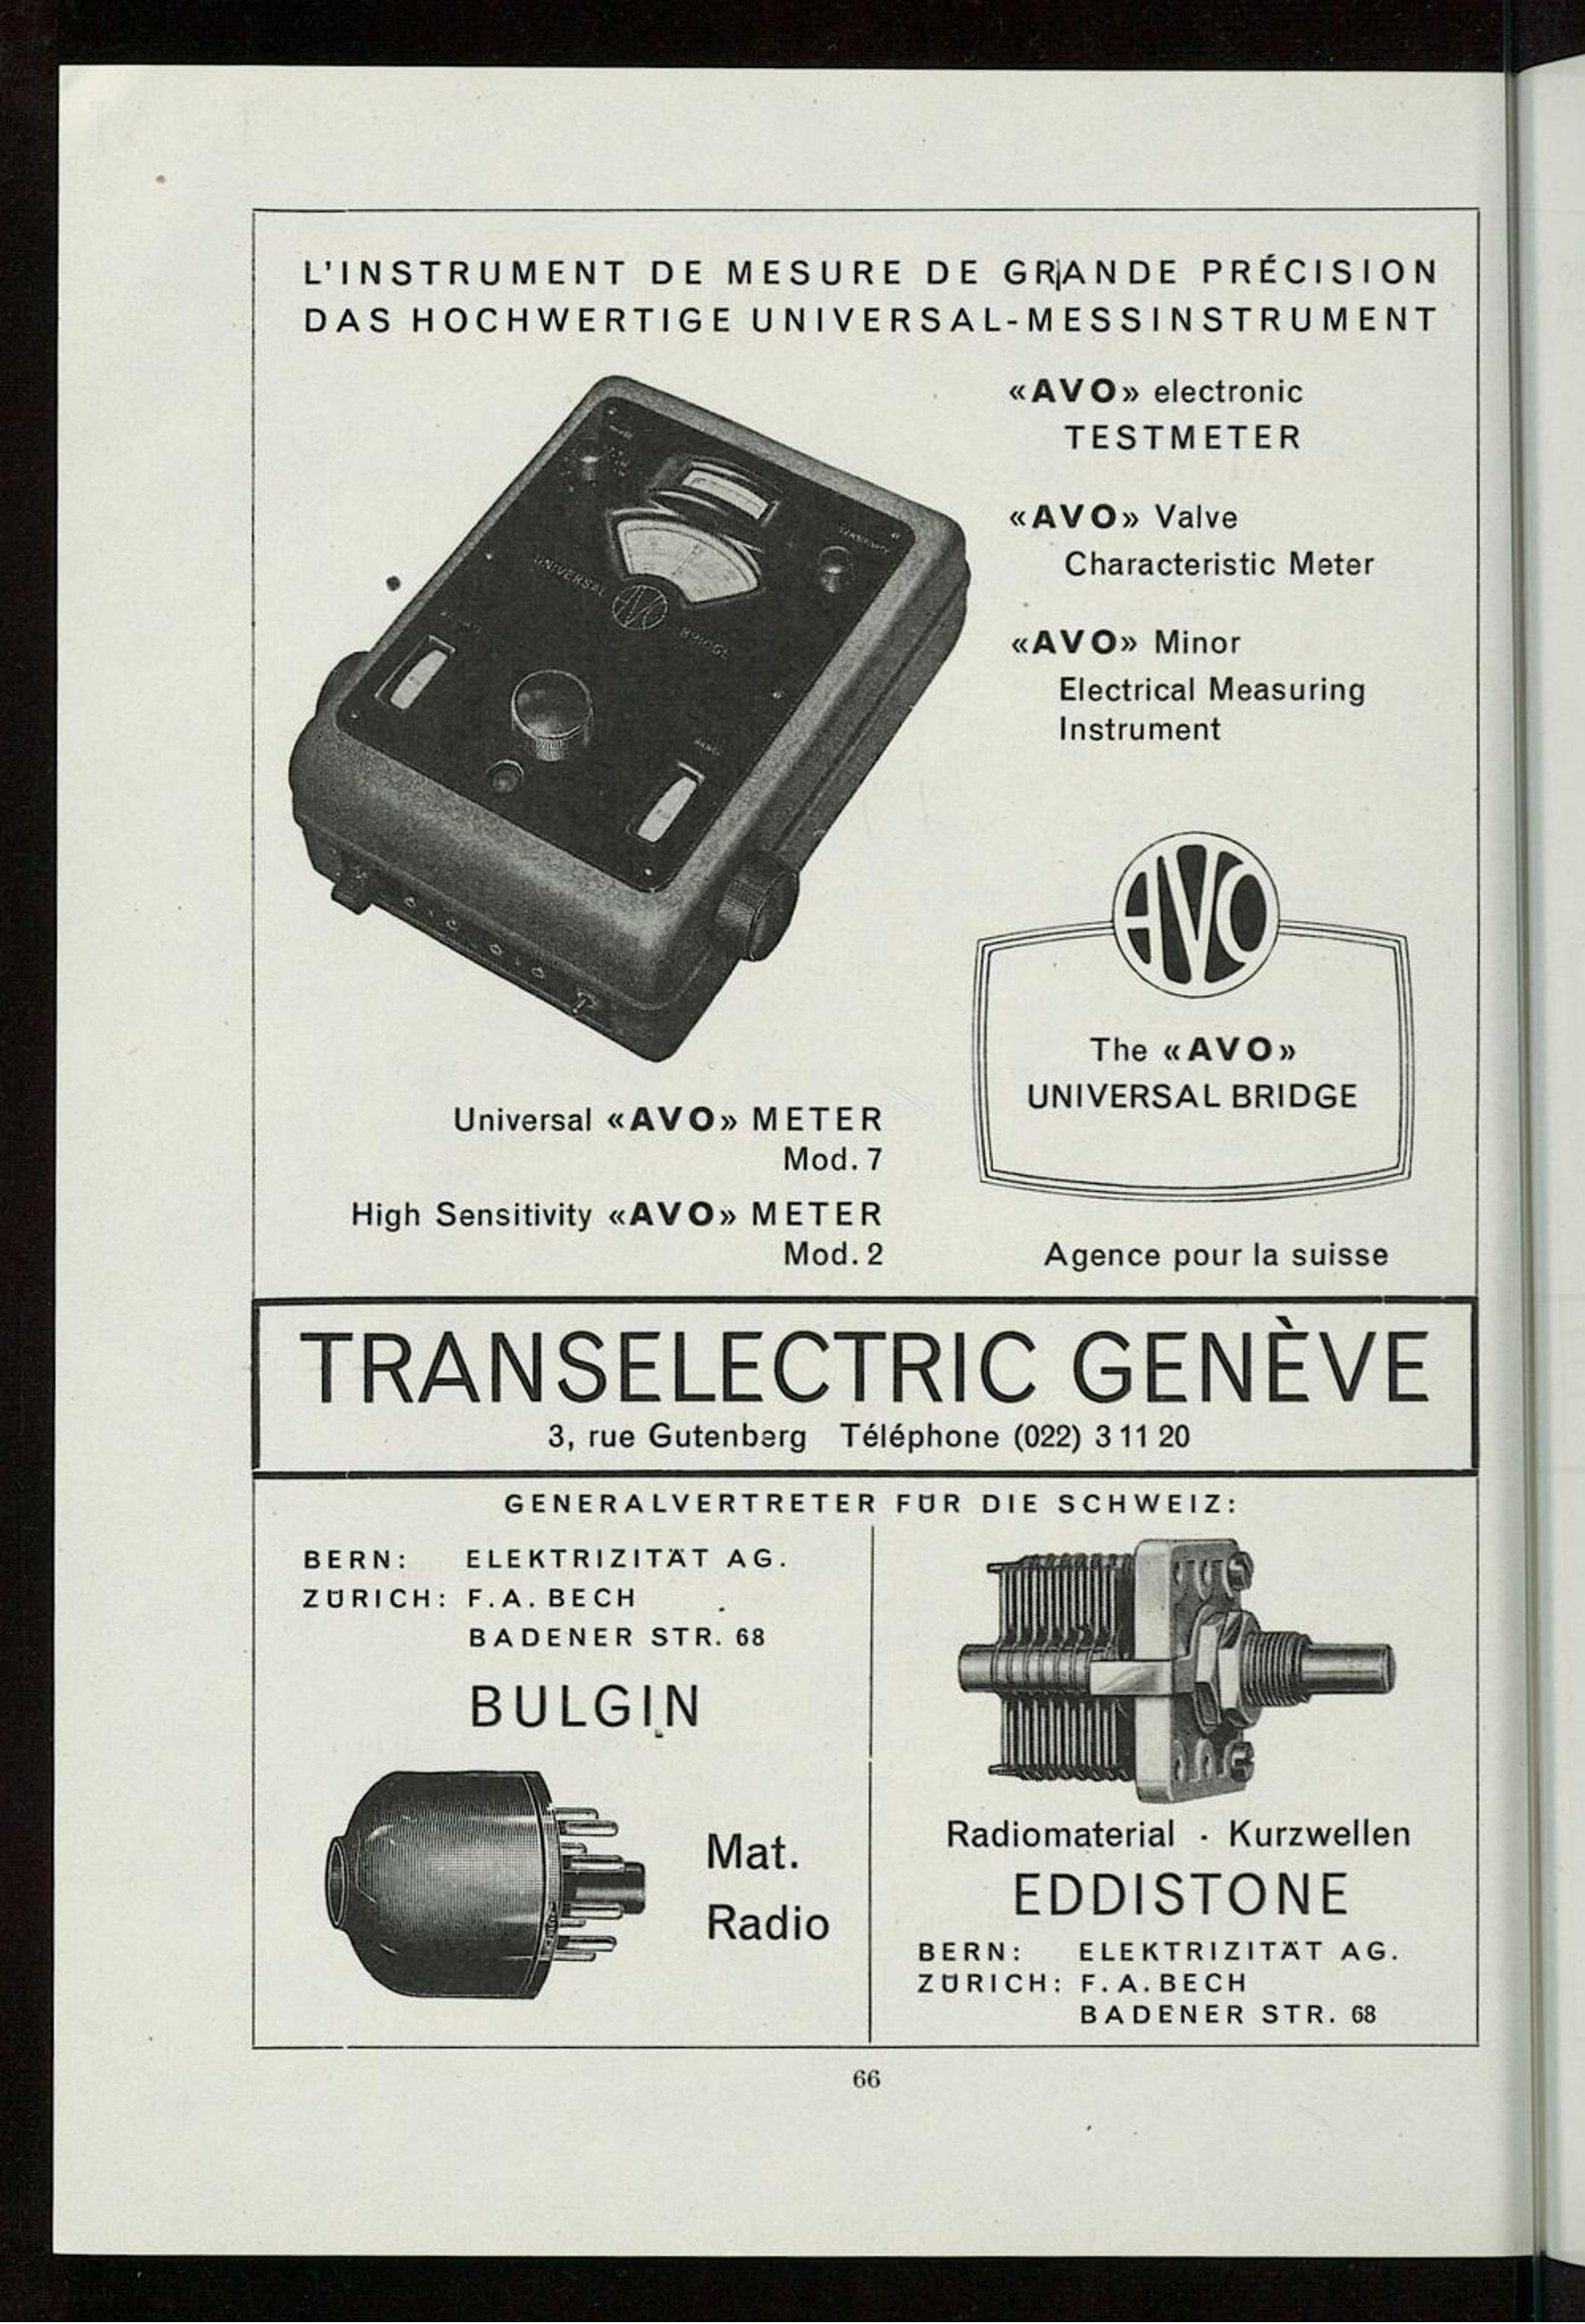 L'INSTRUMENT DE MESURE DE GRANDE PRÉCISION
DAS HOCHWERTIGE UNIVERSAL-MESSINSTRUMENT
«AVO» electronic
TESTMETER
«AVO» Valve
Characteristic Meter
«AVO» Minor
Electrical Measuring
Instrument
UNIVERSAL AVO BRIDGE
AVO
The «AVO»
UNIVERSAL BRIDGE
Universal «AVO» METER
Mod. 7
High Sensitivity «AVO» METER
Mod. 2
Agence pour la suisse
TRANSELECTRIC GENÈVE
3, rue Gutenberg Téléphone (022) 3 11 20
GENERALVERTRETER FÜR DIE SCHWEIZ:
BERN: ELEKTRIZITÄT AG.
ZÜRICH: F. A. BECH
BADENER STR. 68
BULGIN
Mat.
Radio
Radiomaterial · Kurzwellen
EDDISTONE
BERN: ELEKTRIZITÄT AG.
ZÜRICH: F. A. BECH
BADENER STR. 68
66